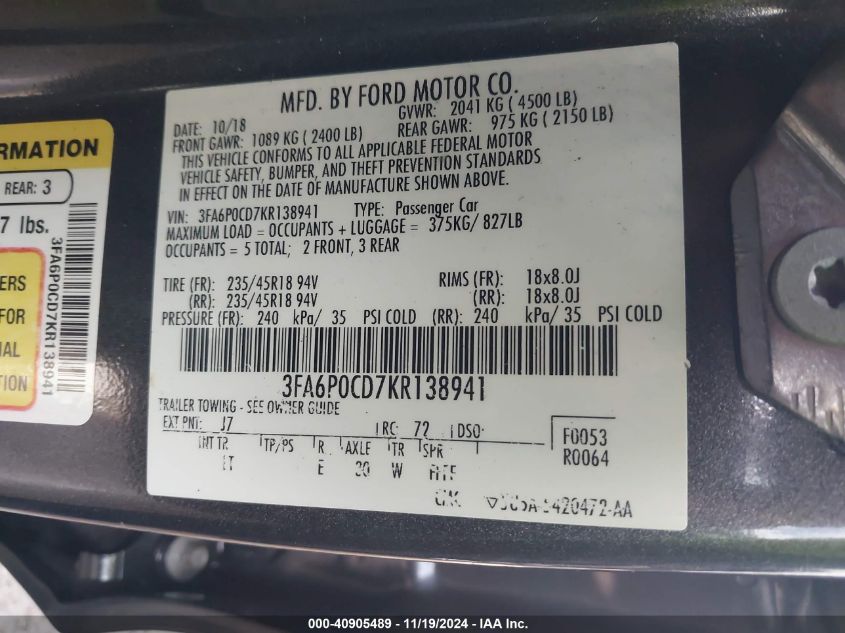 MFD. BY FORD MOTOR CO.
DATE: 10/18 GVWR: 2041 KG ( 4500 LB)
FRONT GAWR: 1089 KG ( 2400 LB) REAR GAWR: 975 KG ( 2150 LB)
THIS VEHICLE CONFORMS TO ALL APPLICABLE FEDERAL MOTOR
VEHICLE SAFETY, BUMPER, AND THEFT PREVENTION STANDARDS
IN EFFECT ON THE DATE OF MANUFACTURE SHOWN ABOVE.
VIN: 3FA6P0CD7KR138941 TYPE: Passenger Car
MAXIMUM LOAD = OCCUPANTS + LUGGAGE = 375KG/ 827LB
OCCUPANTS = 5 TOTAL; 2 FRONT, 3 REAR
TIRE (FR): 235/45R18 94V RIMS (FR): 18x8.0J
(RR): 235/45R18 94V (RR): 18x8.0J
PRESSURE (FR): 240 kPa/ 35 PSI COLD (RR): 240 kPa/ 35 PSI COLD
3FA6P0CD7KR138941
TRAILER TOWING - SEE OWNER GUIDE
EXT PNT: J7 RC: 72 DSO: F0053
INT TR TP/PS R AXLE TR SPR R0064
E W
RMATION
REAR: 3
7 lbs.
3FA6P0CD7KR138941
ERS
FOR
IAL
TION
000-40905489 - 11/19/2024 - IAA Inc.